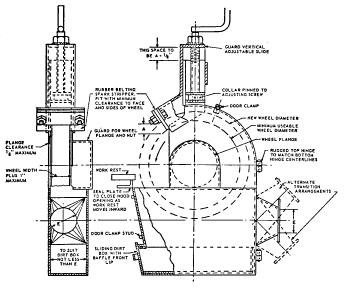 THIS SPACE TO
GUARD VERTICAL
ADJUSTABLE SLIDE
RUBBER BELTING
SPARK STRIPPER,
FIT WITH MINIMUM
CLEARANCE TO FACE
AND SIDES OF WHEEL
COLLAR PINNED TO
ADJUSTING SCREW
DOOR CLAMP
NEW WHEEL DIAMETER
MINIMUM USEABLE
WHEEL DIAMETER
WHEEL FLANGE
GUARD FOR WHEEL
FLANGE AND NUT
FLANGE
CLEARANCE
MAXIMUM
RUGGED TOP HINGE
TO MATCH BOTTOM
HINGE CENTERLINES
WHEEL WIDTH
PLUS 1"
MAXIMUM
WORK REST
SEAL PLATE
TO CLOSE HOOD
OPENING AS
WORK REST
MOVES INWARD
ALTERNATE
TRANSITION
ARRANGEMENTS
E
DOOR CLAMP STUD
TO SUIT
DIRT BOX
NOT LESS
THAN E
SLIDING DIRT
BOX WITH
BAFFLE FRONT
LIP